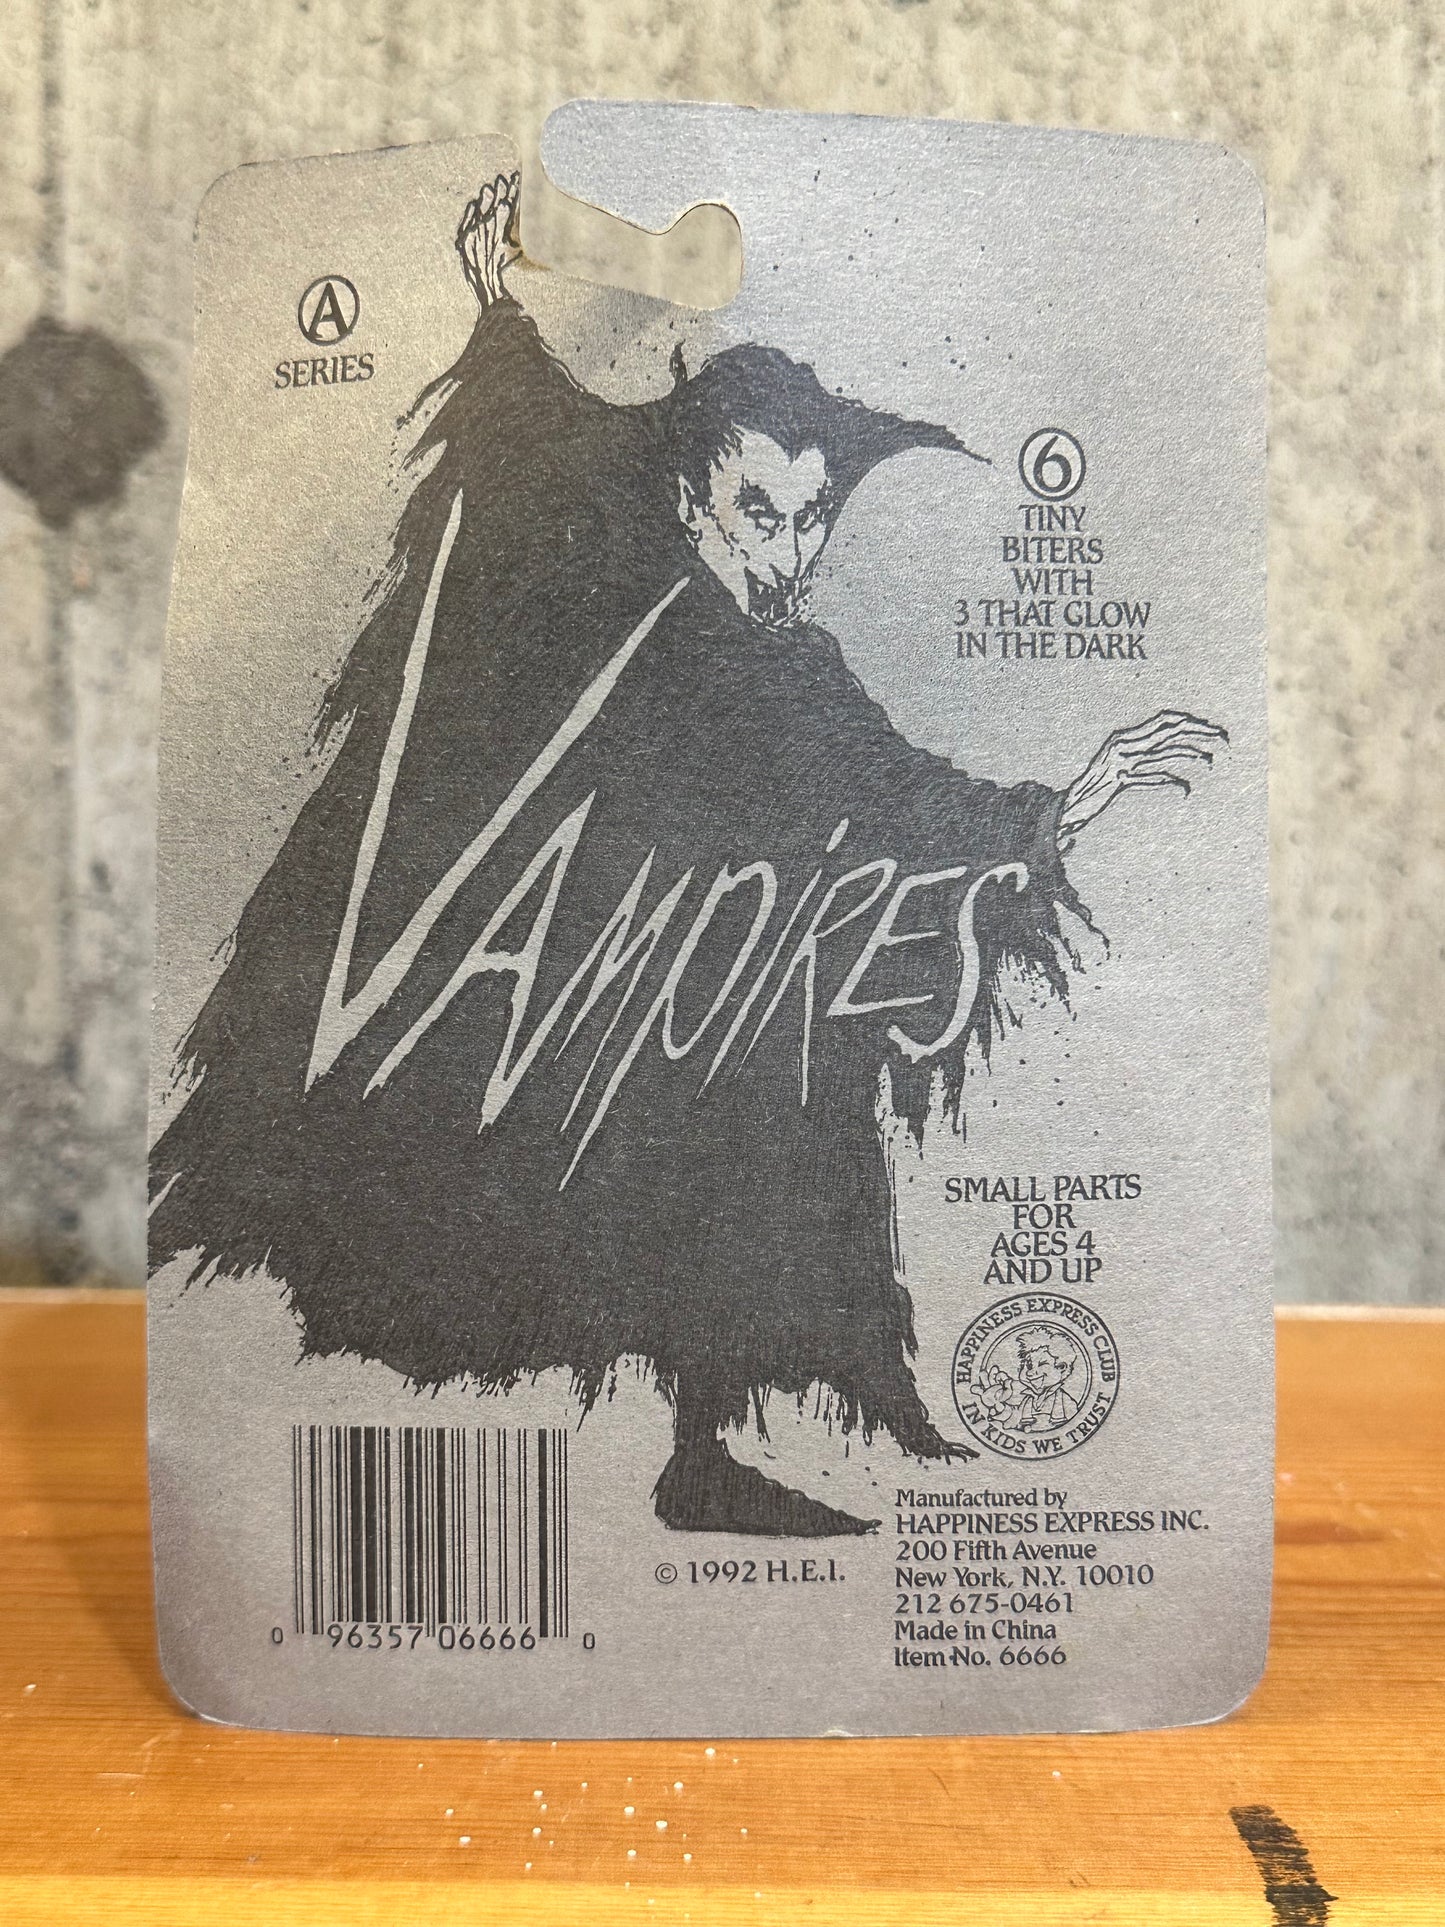 A
SERIES
6
TINY
BITERS
WITH
3 THAT GLOW
IN THE DARK
VAMPIRES
SMALL PARTS
FOR
AGES 4
AND UP
HAPPINESS EXPRESS CLUB
IN KIDS WE TRUST
Manufactured by
HAPPINESS EXPRESS INC.
200 Fifth Avenue
New York, N.Y. 10010
212 675-0461
Made in China
Item No. 6666
© 1992 H.E.I.
0 96357 06666 0